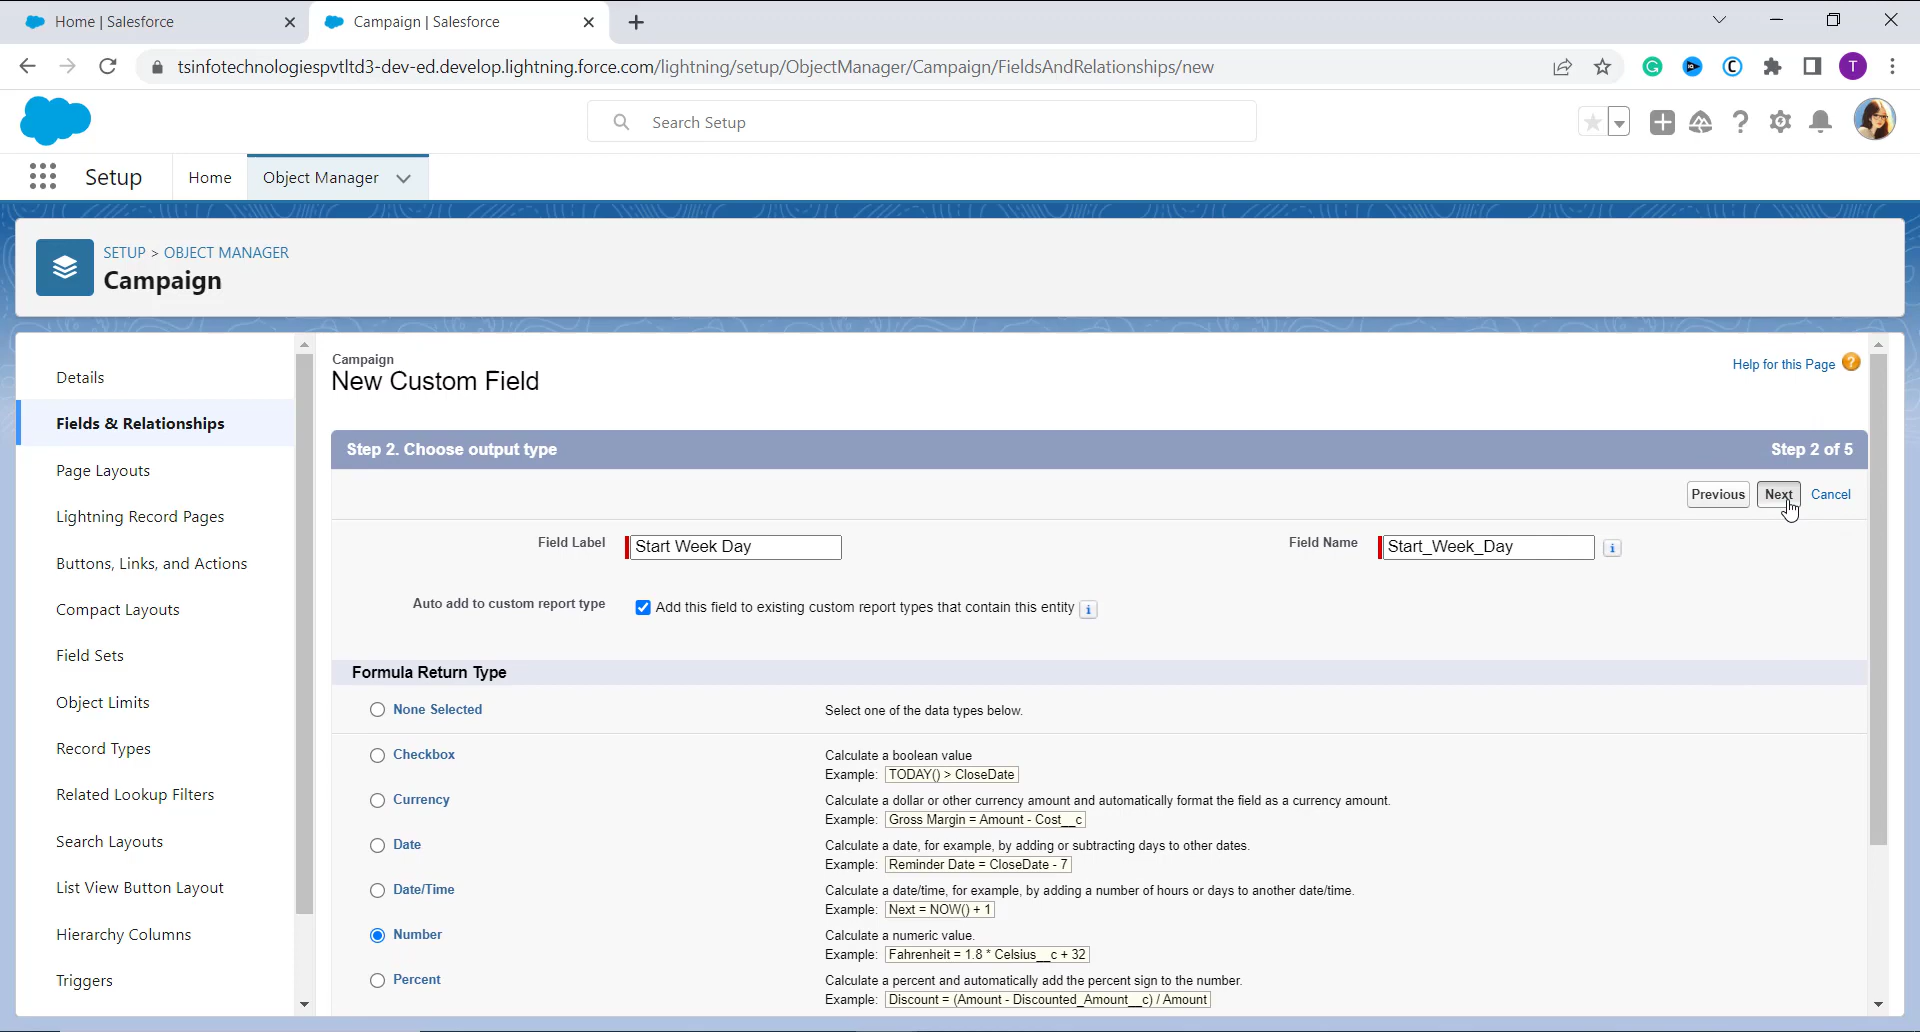 Home | Salesforce
Campaign | Salesforce
tsinfotechnologiespvtltd3-dev-ed.develop.lightning.force.com/lightning/setup/ObjectManager/Campaign/FieldsAndRelationships/new
T
Search Setup
Setup
Home
Object Manager
SETUP > OBJECT MANAGER
Campaign
Details
Fields & Relationships
Page Layouts
Lightning Record Pages
Buttons, Links, and Actions
Compact Layouts
Field Sets
Object Limits
Record Types
Related Lookup Filters
Search Layouts
List View Button Layout
Hierarchy Columns
Triggers
Campaign
New Custom Field
Help for this Page
Step 2. Choose output type
Step 2 of 5
Previous
Next
Cancel
Field Label
Start Week Day
Field Name
Start_Week_Day
Auto add to custom report type
Add this field to existing custom report types that contain this entity
Formula Return Type
None Selected
Select one of the data types below.
Checkbox
Calculate a boolean value
Example: TODAY() > CloseDate
Currency
Calculate a dollar or other currency amount and automatically format the field as a currency amount.
Example: Gross Margin = Amount - Cost__c
Date
Calculate a date, for example, by adding or subtracting days to other dates.
Example: Reminder Date = CloseDate - 7
Date/Time
Calculate a date/time, for example, by adding a number of hours or days to another date/time.
Example: Next = NOW() + 1
Number
Calculate a numeric value.
Example: Fahrenheit = 1.8 * Celsius__c + 32
Percent
Calculate a percent and automatically add the percent sign to the number.
Example: Discount = (Amount - Discounted_Amount__c) / Amount